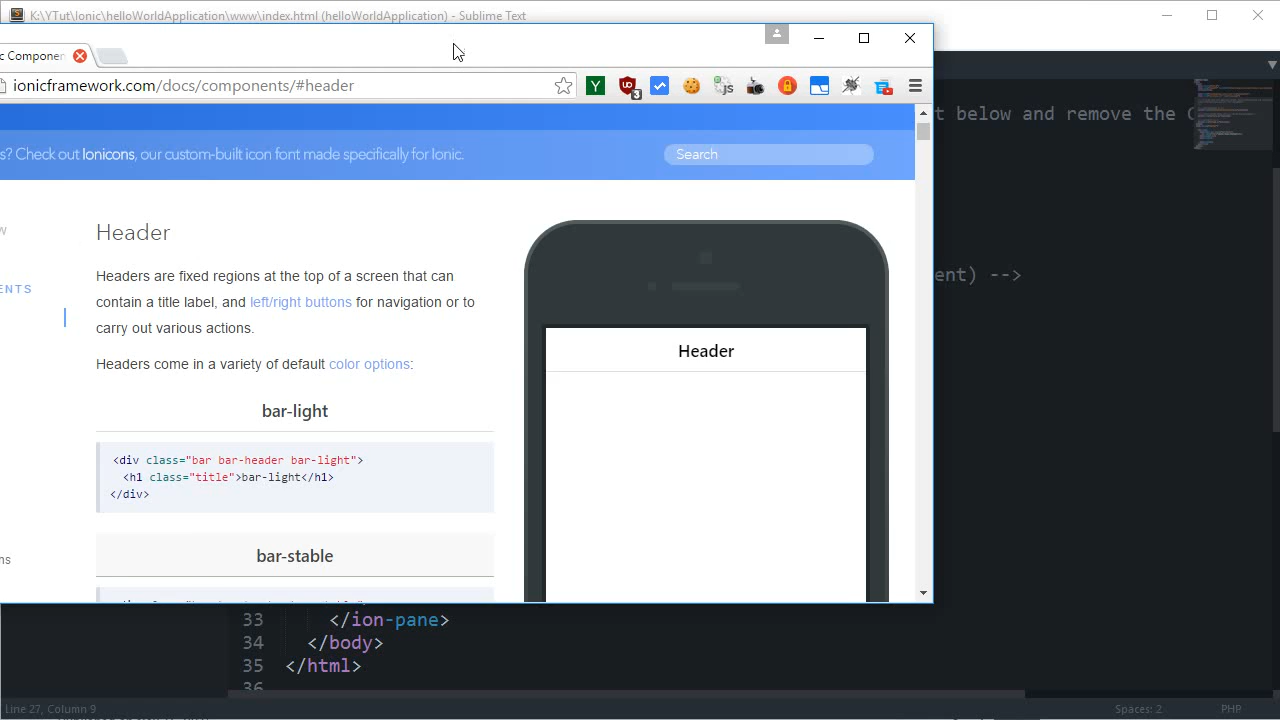 K:\YTut\Ionic\helloWorldApplication\www\index.html (helloWorldApplication) - Sublime Text
c Componen
ionicframework.com/docs/components/#header
Y
3
js
t below and remove the C
s? Check out Ionicons, our custom-built icon font made specifically for Ionic.
Search
w
ENTS
ms
Header
Headers are fixed regions at the top of a screen that can
contain a title label, and left/right buttons for navigation or to
carry out various actions.
Headers come in a variety of default color options:
bar-light
<div class="bar bar-header bar-light">
<h1 class="title">bar-light</h1>
</div>
bar-stable
Header
ent) -->
33 </ion-pane>
34 </body>
35 </html>
36
Line 27, Column 9
Spaces: 2
PHP